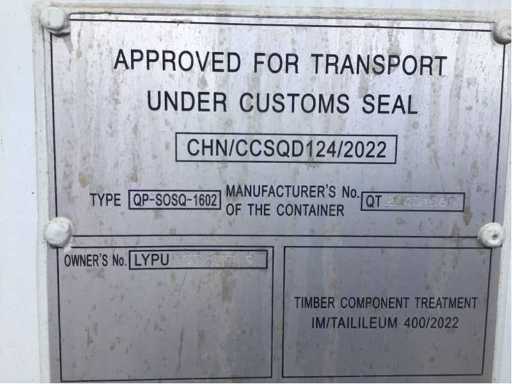 APPROVED FOR TRANSPORT
UNDER CUSTOMS SEAL
CHN/CCSQD124/2022
TYPE QP-SOSQ-1602 MANUFACTURER'S No. OF THE CONTAINER QT
OWNER'S No. LYPU
TIMBER COMPONENT TREATMENT
IM/TAILILEUM 400/2022